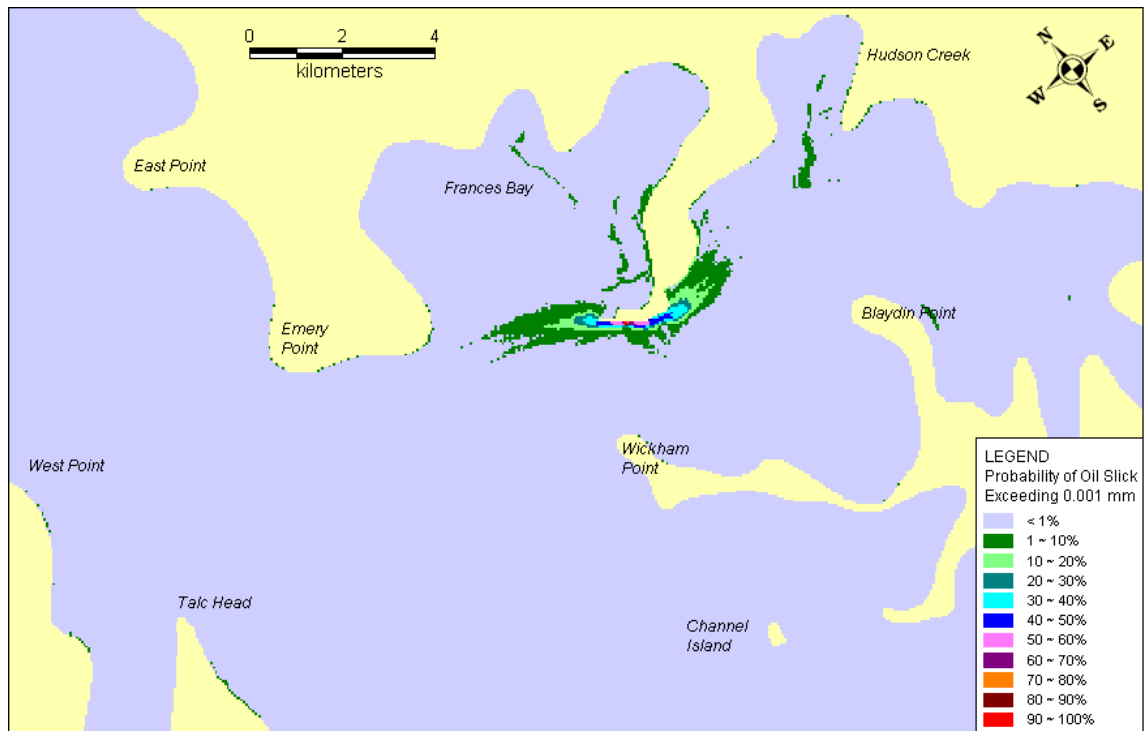 0 2 4
kilometers
Hudson Creek
N
E
W
S
East Point
Frances Bay
Blaydin Point
Emery
Point
Wickham
Point
West Point
Talc Head
Channel
Island
LEGEND
Probability of Oil Slick
Exceeding 0.001 mm
< 1%
1 ~ 10%
10 ~ 20%
20 ~ 30%
30 ~ 40%
40 ~ 50%
50 ~ 60%
60 ~ 70%
70 ~ 80%
80 ~ 90%
90 ~ 100%